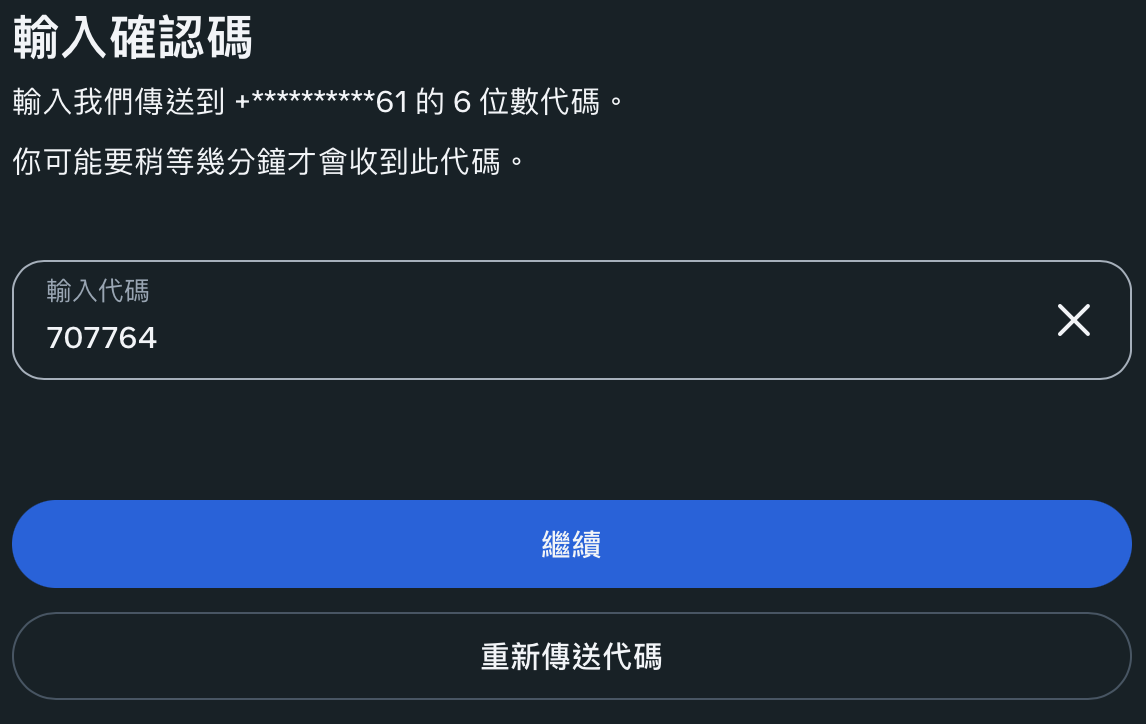 輸入確認碼
輸入我們傳送到 +**********61 的 6 位數代碼。
你可能要稍等幾分鐘才會收到此代碼。
輸入代碼
707764
繼續
重新傳送代碼